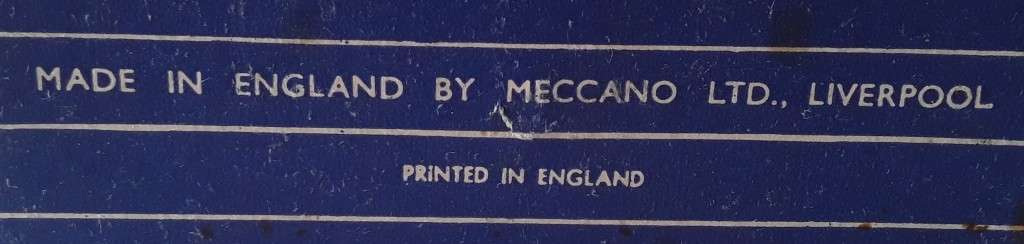 MADE IN ENGLAND BY MECCANO LTD., LIVERPOOL
PRINTED IN ENGLAND